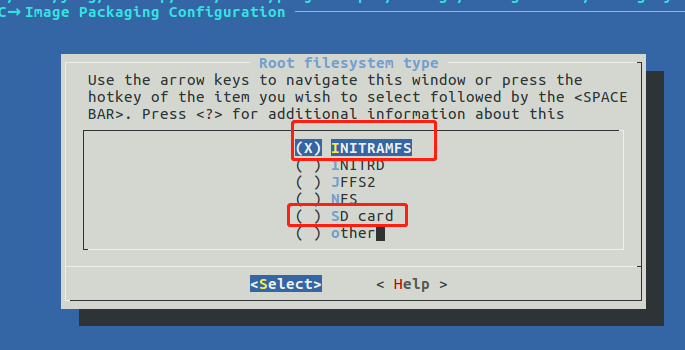 C→Image Packaging Configuration
Root filesystem type
Use the arrow keys to navigate this window or press the
hotkey of the item you wish to select followed by the <SPACE
BAR>. Press <?> for additional information about this
(X) INITRAMFS
( ) INITRD
( ) JFFS2
( ) NFS
( ) SD card
( ) other
<Select> < Help >